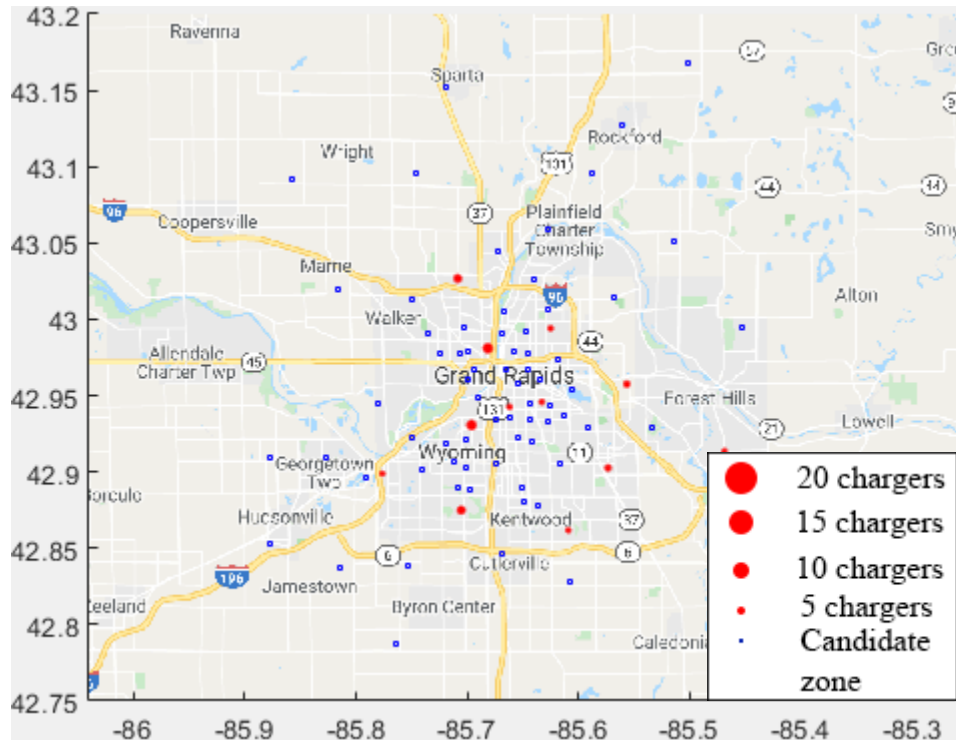 43.2
Ravenna
57
Sparta
43.15
Rockford
Wright
131
43.1
44
44
96
37
Plainfield
Charter
Township
Coopersville
43.05
Marne
96
Alton
43
Walker
44
Allendale
Charter Twp
45
Grand Rapids
42.95
131
Forest Hills
Lowell
21
Wyoming
11
42.9
Georgetown
Twp
20 chargers
15 chargers
Hudsonville
Kentwood
37
42.85
6
6
10 chargers
Cutlerville
196
Jamestown
5 chargers
Zeeland
Byron Center
Candidate
zone
42.8
42.75
-86
-85.9
-85.8
-85.7
-85.6
-85.5
-85.4
-85.3